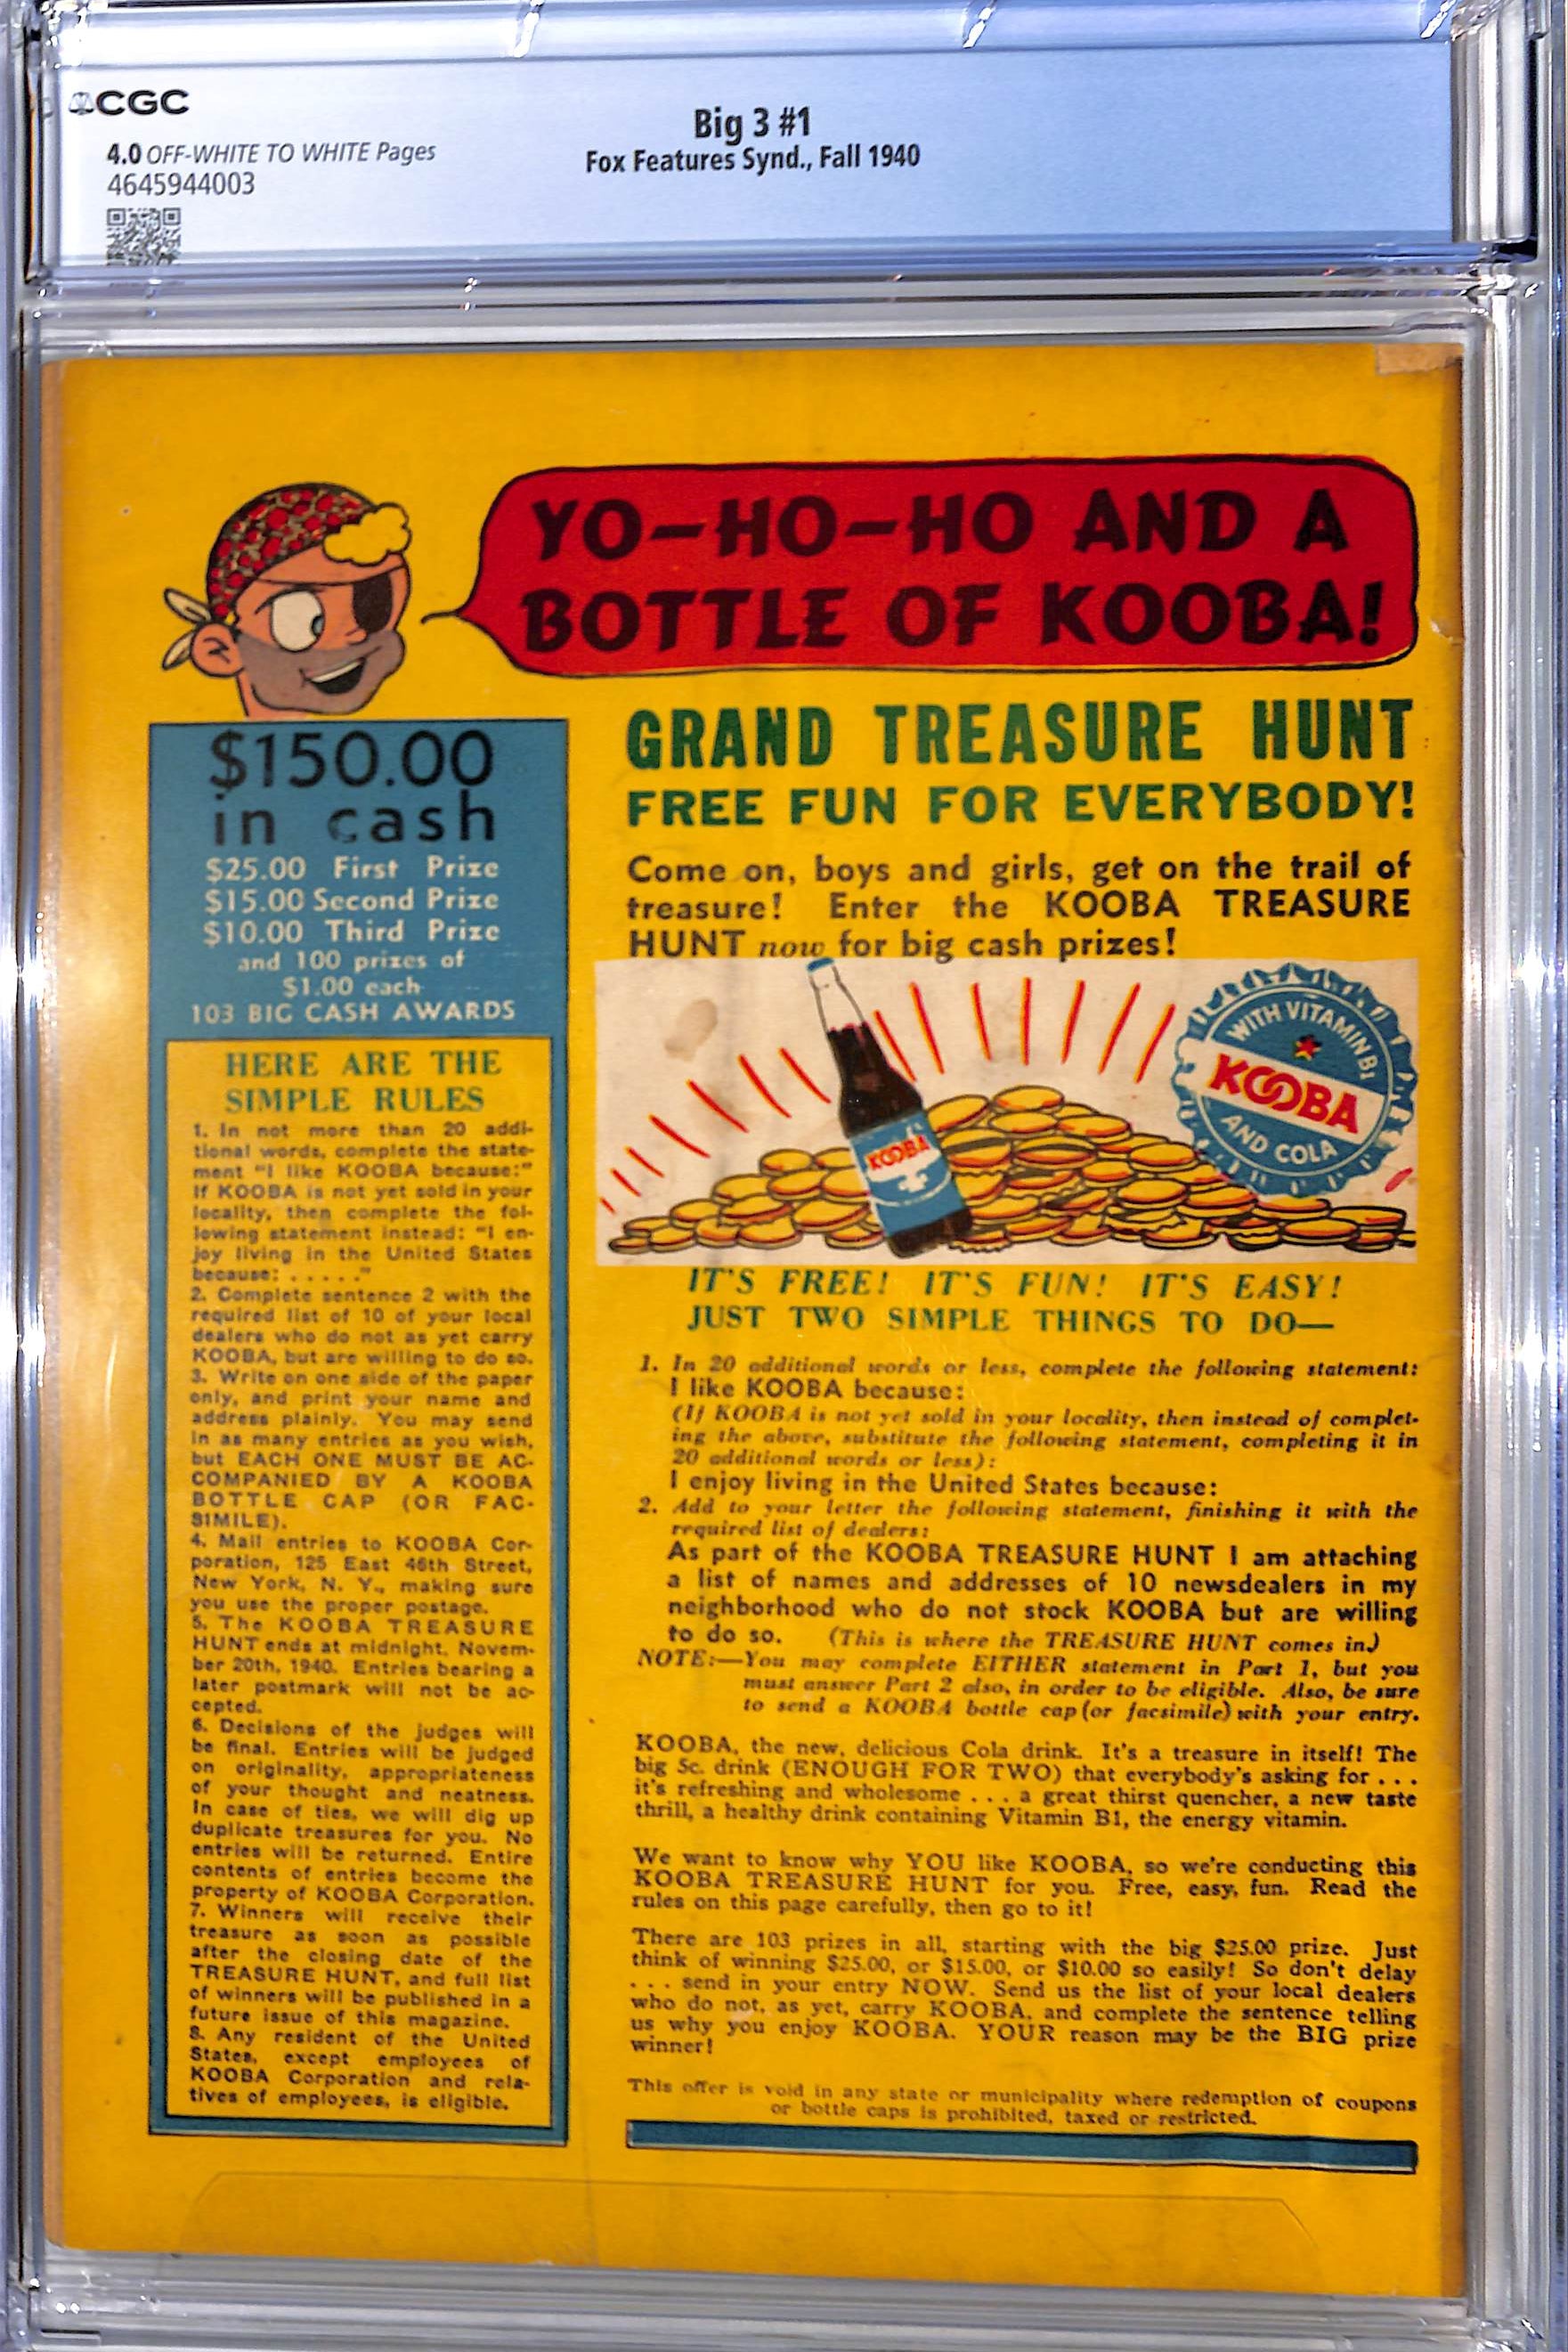 CGC
4.0 OFF-WHITE TO WHITE Pages
4645944003
Big 3 #1
Fox Features Synd., Fall 1940
YO-HO-HO AND A
BOTTLE OF KOOBA!
$150.00
in cash
$25.00 First Prize
$15.00 Second Prize
$10.00 Third Prize
and 100 prizes of
$1.00 each
103 BIG CASH AWARDS
HERE ARE THE
SIMPLE RULES
1. In not more than 20 addi-
tional words, complete the state-
ment "I like KOOBA because:"
If KOOBA is not yet sold in your
locality, then complete the fol-
lowing statement instead: "I en-
joy living in the United States
because: . . . . ."
2. Complete sentence 2 with the
required list of 10 of your local
dealers who do not as yet carry
KOOBA, but are willing to do so.
3. Write on one side of the paper
only, and print your name and
address plainly. You may send
in as many entries as you wish,
but EACH ONE MUST BE AC-
COMPANIED BY A KOOBA
BOTTLE CAP (OR FAC-
SIMILE).
4. Mail entries to KOOBA Cor-
poration, 125 East 46th Street,
New York, N. Y., making sure
you use the proper postage.
5. The KOOBA TREASURE
HUNT ends at midnight, Novem-
ber 20th, 1940. Entries bearing a
later postmark will not be ac-
cepted.
6. Decisions of the judges will
be final. Entries will be judged
on originality, appropriateness
of your thought and neatness.
In case of ties, we will dig up
duplicate treasures for you. No
entries will be returned. Entire
contents of entries become the
property of KOOBA Corporation.
7. Winners will receive their
treasure as soon as possible
after the closing date of the
TREASURE HUNT, and full list
of winners will be published in a
future issue of this magazine.
8. Any resident of the United
States, except employees of
KOOBA Corporation and rela-
tives of employees, is eligible.
GRAND TREASURE HUNT
FREE FUN FOR EVERYBODY!
Come on, boys and girls, get on the trail of
treasure! Enter the KOOBA TREASURE
HUNT now for big cash prizes!
KOOBA
WITH VITAMIN B1
KOOBA
AND COLA
IT'S FREE! IT'S FUN! IT'S EASY!
JUST TWO SIMPLE THINGS TO DO—
1. In 20 additional words or less, complete the following statement:
I like KOOBA because:
(If KOOBA is not yet sold in your locality, then instead of complet-
ing the above, substitute the following statement, completing it in
20 additional words or less):
I enjoy living in the United States because:
2. Add to your letter the following statement, finishing it with the
required list of dealers:
As part of the KOOBA TREASURE HUNT I am attaching
a list of names and addresses of 10 newsdealers in my
neighborhood who do not stock KOOBA but are willing
to do so. (This is where the TREASURE HUNT comes in.)
NOTE:—You may complete EITHER statement in Part 1, but you
must answer Part 2 also, in order to be eligible. Also, be sure
to send a KOOBA bottle cap (or facsimile) with your entry.
KOOBA, the new, delicious Cola drink. It's a treasure in itself! The
big 5c. drink (ENOUGH FOR TWO) that everybody's asking for . . .
it's refreshing and wholesome . . . a great thirst quencher, a new taste
thrill, a healthy drink containing Vitamin B1, the energy vitamin.
We want to know why YOU like KOOBA, so we're conducting this
KOOBA TREASURE HUNT for you. Free, easy, fun. Read the
rules on this page carefully, then go to it!
There are 103 prizes in all, starting with the big $25.00 prize. Just
think of winning $25.00, or $15.00, or $10.00 so easily! So don't delay
. . . send in your entry NOW. Send us the list of your local dealers
who do not, as yet, carry KOOBA, and complete the sentence telling
us why you enjoy KOOBA. YOUR reason may be the BIG prize
winner!
This offer is void in any state or municipality where redemption of coupons
or bottle caps is prohibited, taxed or restricted.